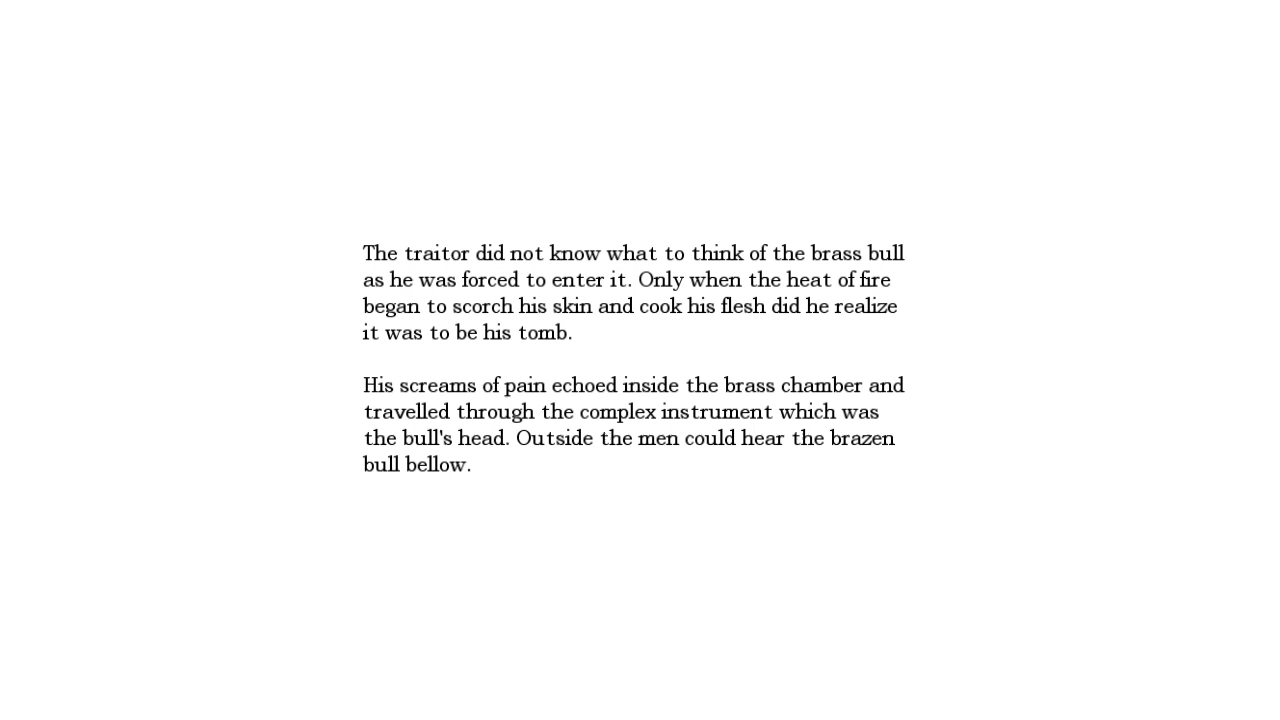 The traitor did not know what to think of the brass bull
as he was forced to enter it. Only when the heat of fire
began to scorch his skin and cook his flesh did he realize
it was to be his tomb.
His screams of pain echoed inside the brass chamber and
travelled through the complex instrument which was
the bull's head. Outside the men could hear the brazen
bull bellow.